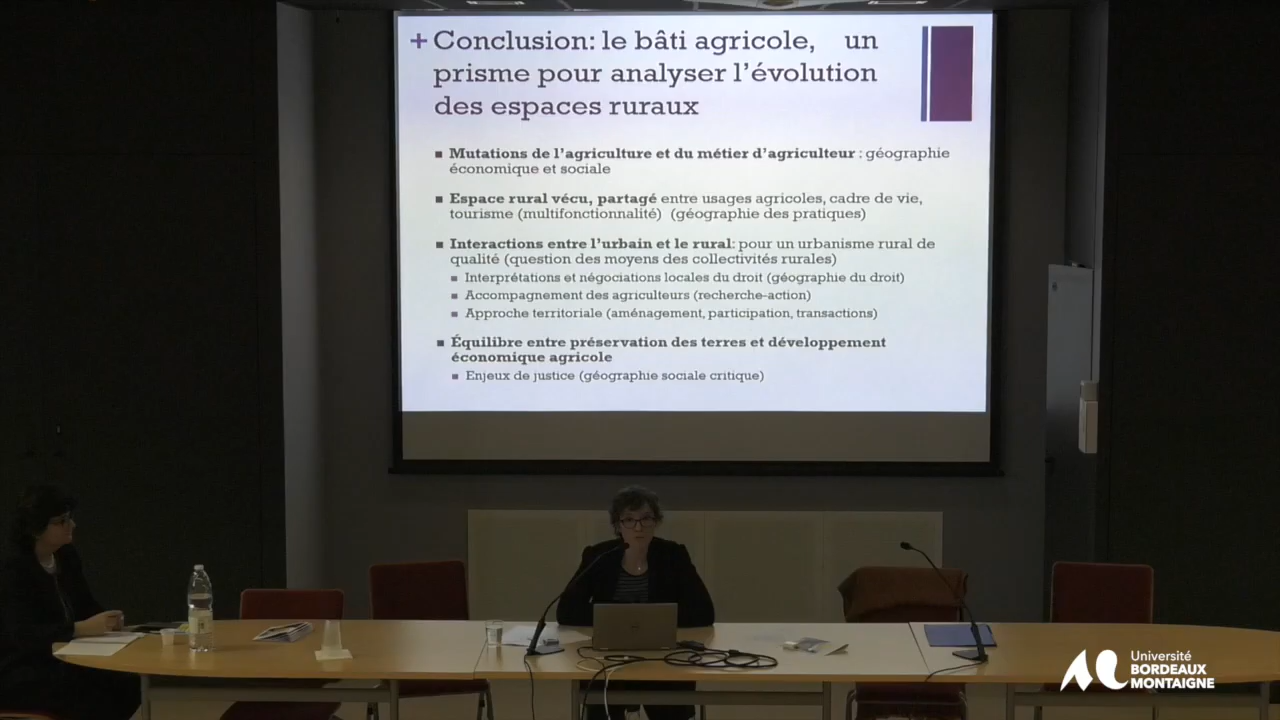 + Conclusion: le bâti agricole, un
prisme pour analyser l'évolution
des espaces ruraux
■ Mutations de l'agriculture et du métier d'agriculteur : géographie
économique et sociale
■ Espace rural vécu, partagé entre usages agricoles, cadre de vie,
tourisme (multifonctionnalité) (géographie des pratiques)
■ Interactions entre l'urbain et le rural: pour un urbanisme rural de
qualité (question des moyens des collectivités rurales)
■ Interprétations et négociations locales du droit (géographie du droit)
■ Accompagnement des agriculteurs (recherche-action)
■ Approche territoriale (aménagement, participation, transactions)
■ Équilibre entre préservation des terres et développement
économique agricole
■ Enjeux de justice (géographie sociale critique)
Université
BORDEAUX
MONTAIGNE